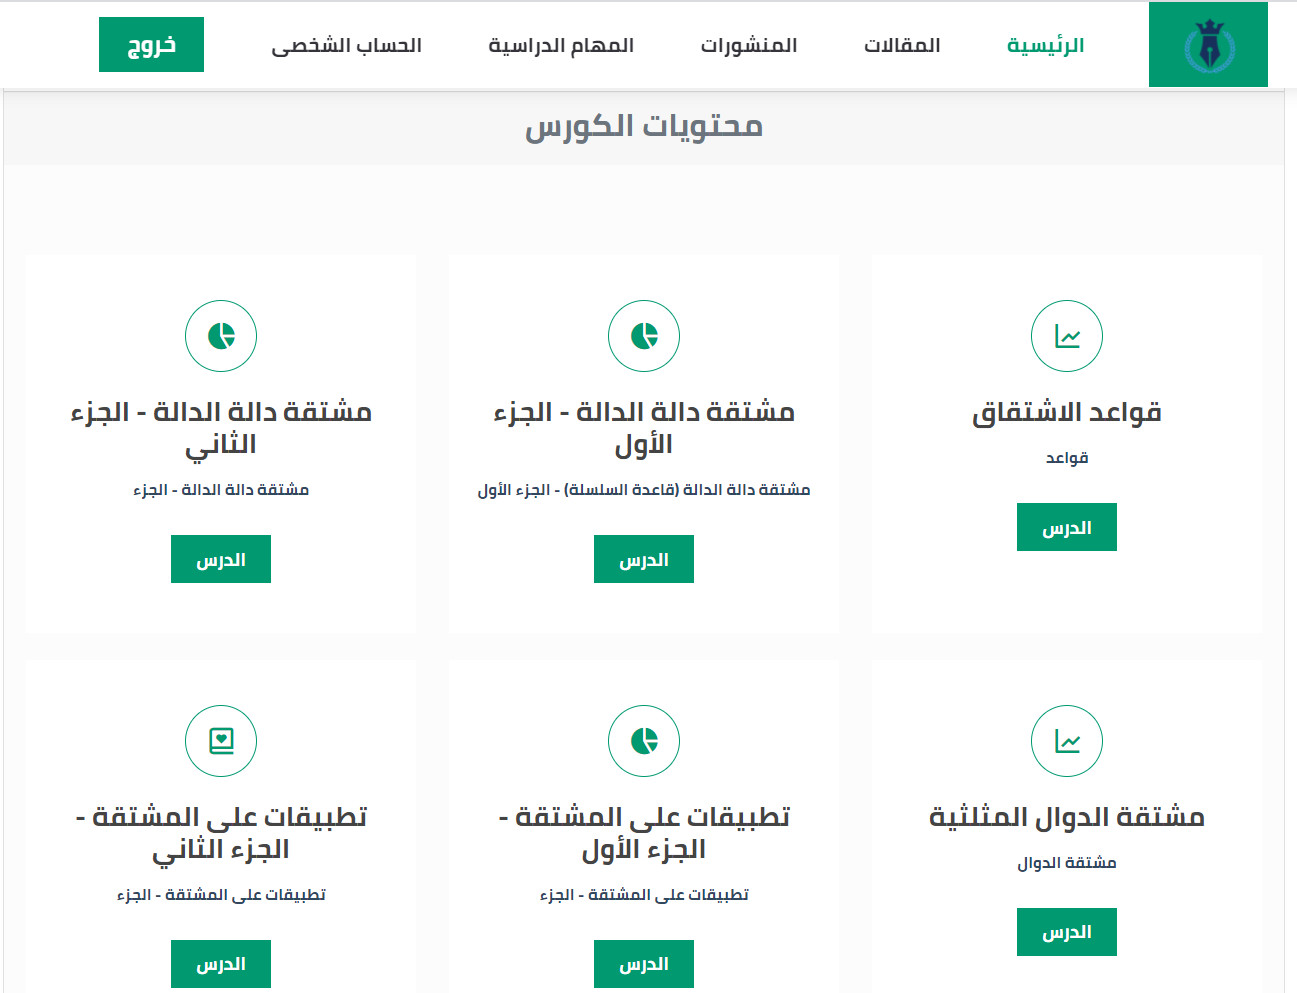 الرئيسية
المقالات
المنشورات
المهام الدراسية
الحساب الشخصى
خروج
محتويات الكورس
قواعد الاشتقاق
قواعد
الدرس
مشتقة دالة الدالة - الجزء
الأول
مشتقة دالة الدالة (قاعدة السلسلة) - الجزء الأول
الدرس
مشتقة دالة الدالة - الجزء
الثاني
مشتقة دالة الدالة - الجزء
الدرس
مشتقة الدوال المثلثية
مشتقة الدوال
الدرس
تطبيقات على المشتقة -
الجزء الأول
تطبيقات على المشتقة - الجزء
الدرس
تطبيقات على المشتقة -
الجزء الثاني
تطبيقات على المشتقة - الجزء
الدرس